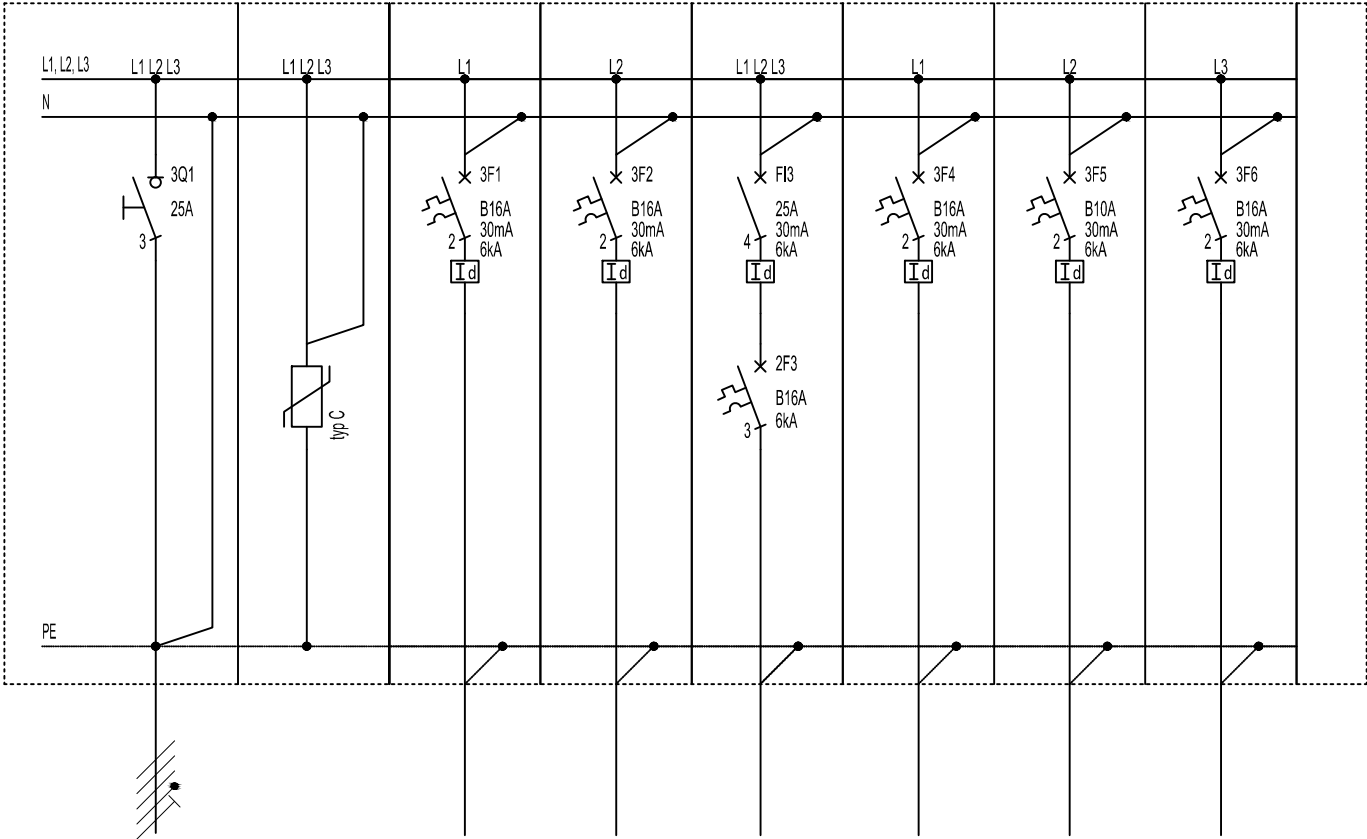 L1, L2, L3
L1 L2 L3
L1 L2 L3
L1
L2
L1 L2 L3
L1
L2
L3
N
3Q1
25A
3
typ C
3F1
B16A
30mA
6kA
2
Id
3F2
B16A
30mA
6kA
2
Id
FI3
25A
30mA
6kA
4
Id
2F3
B16A
6kA
3
3F4
B16A
30mA
6kA
2
Id
3F5
B10A
30mA
6kA
2
Id
3F6
B16A
30mA
6kA
2
Id
PE